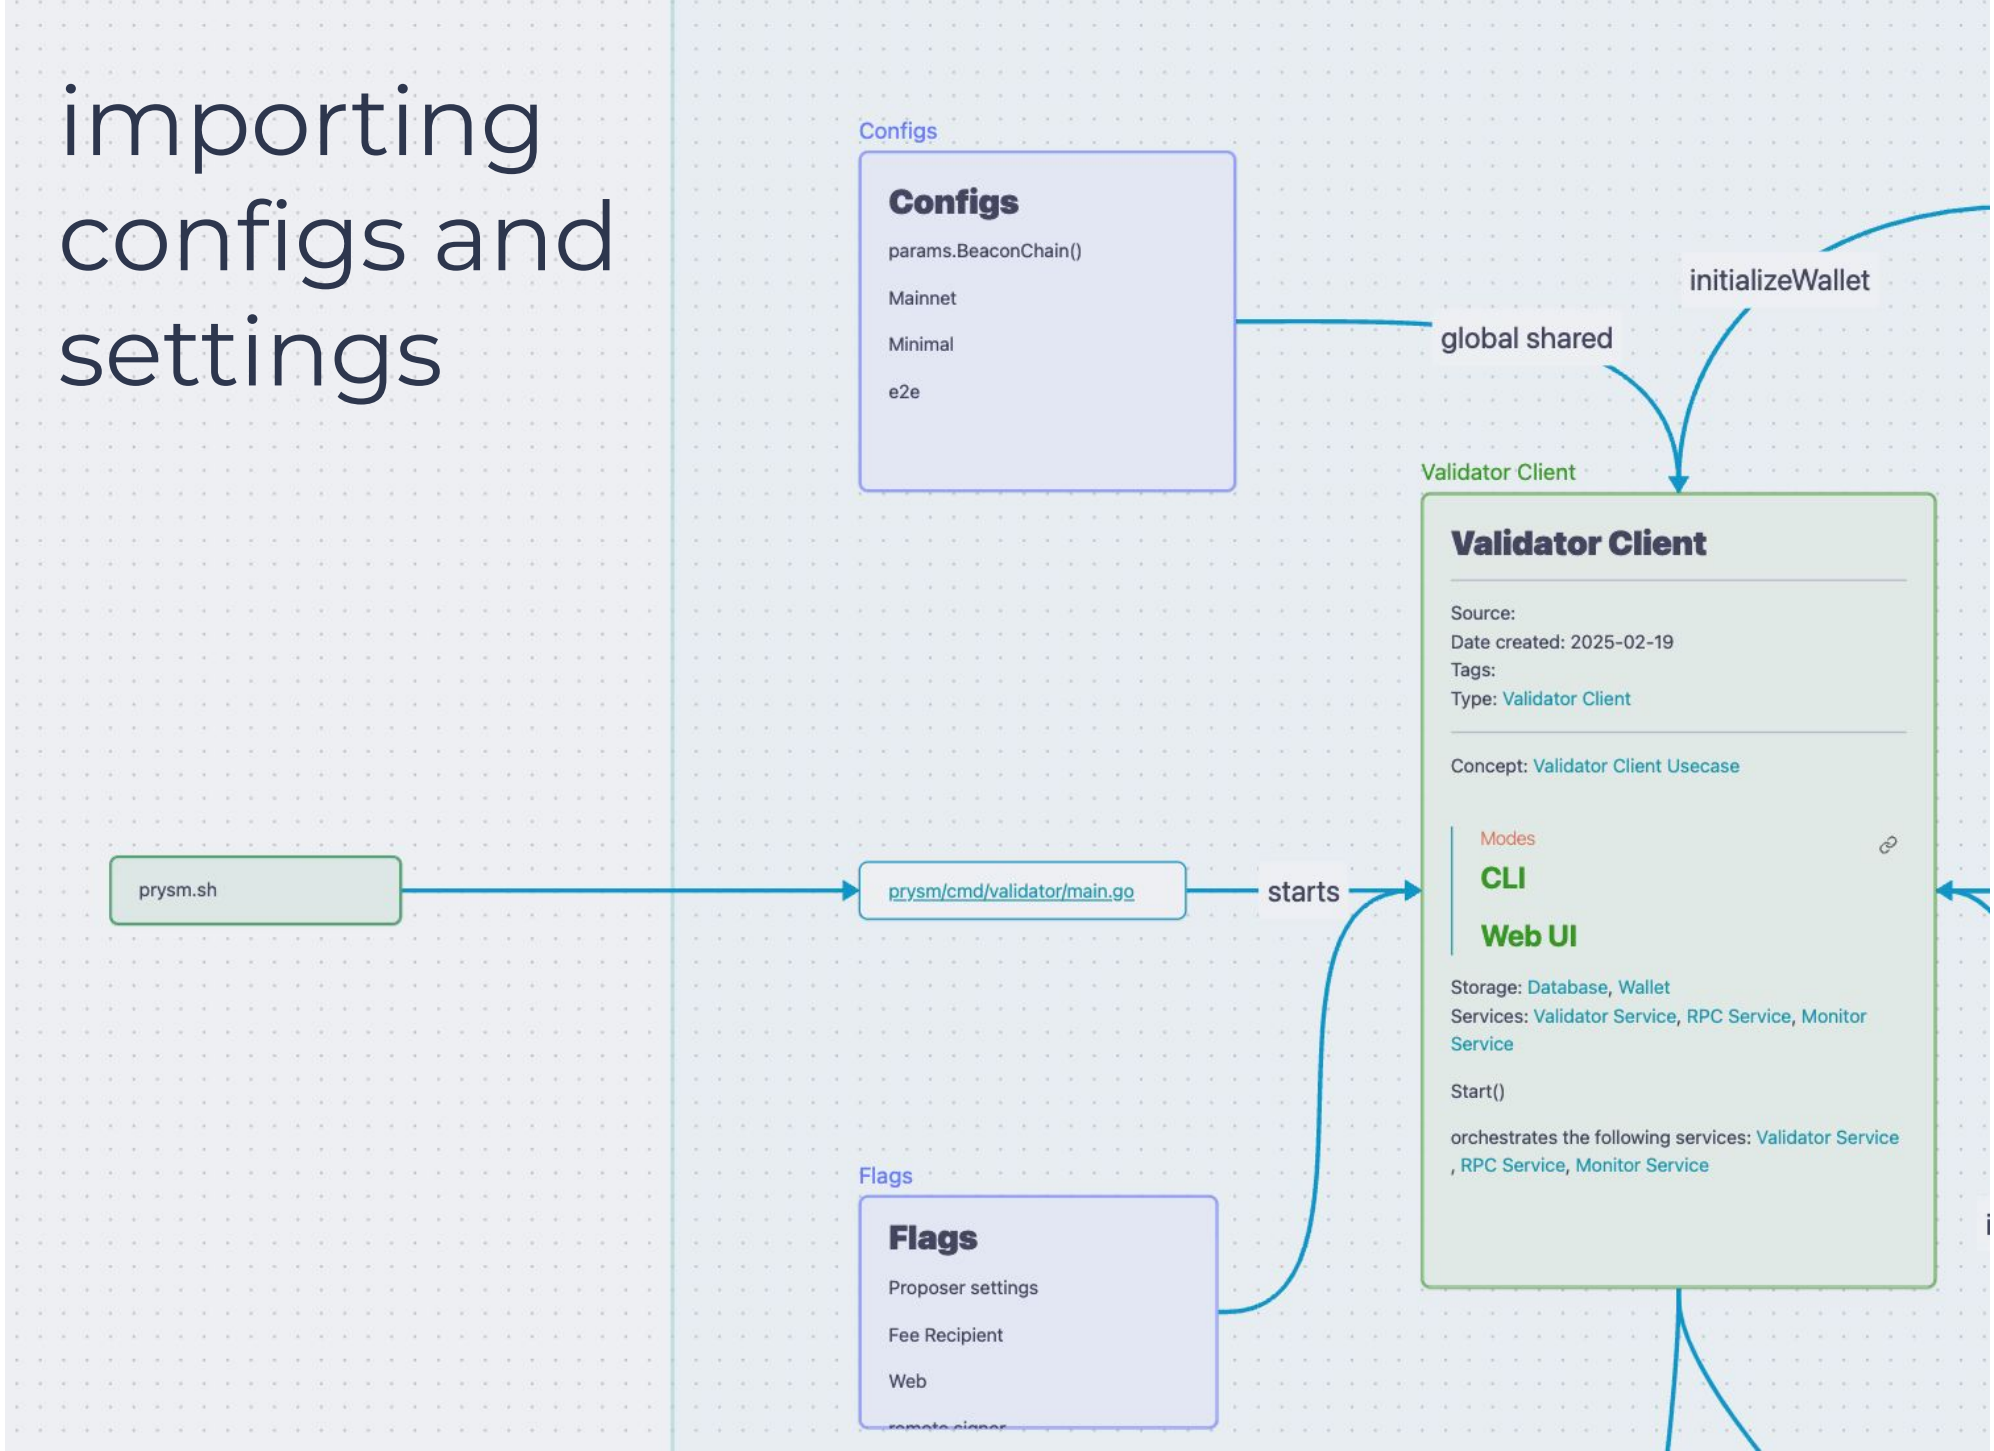 importing
configs and
settings
Configs
Configs
params.BeaconChain()
Mainnet
Minimal
e2e
global shared
initializeWallet
Validator Client
Validator Client
Source:
Date created: 2025-02-19
Tags:
Type: Validator Client
Concept: Validator Client Usecase
Modes
CLI
Web UI
Storage: Database, Wallet
Services: Validator Service, RPC Service, Monitor
Service
Start()
orchestrates the following services: Validator Service
, RPC Service, Monitor Service
prysm.sh
prysm/cmd/validator/main.go
starts
Flags
Flags
Proposer settings
Fee Recipient
Web
remote signer